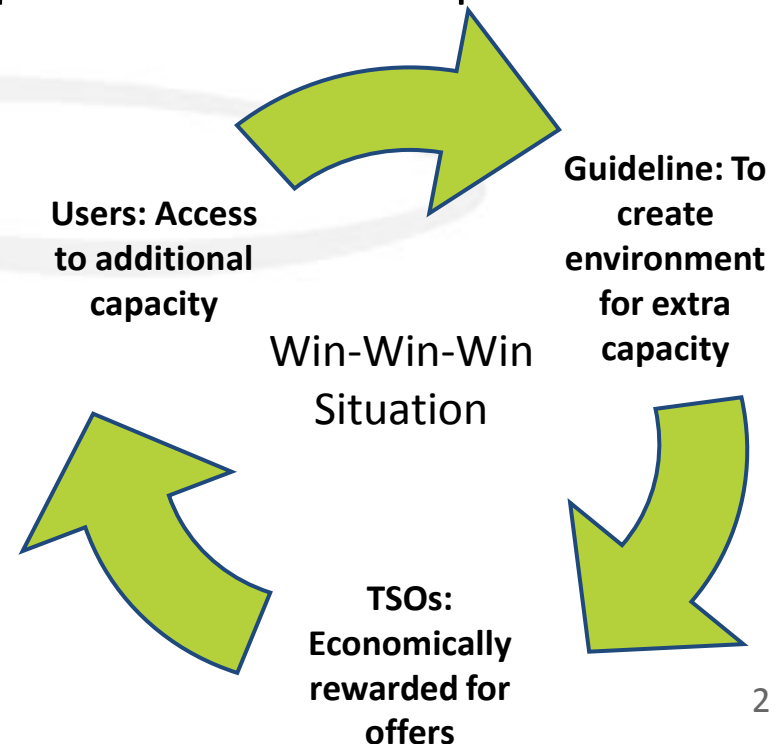 Users: Access
to additional
capacity
Guideline: To
create
environment
for extra
capacity
Win-Win-Win
Situation
TSOs:
Economically
rewarded for
offers
2